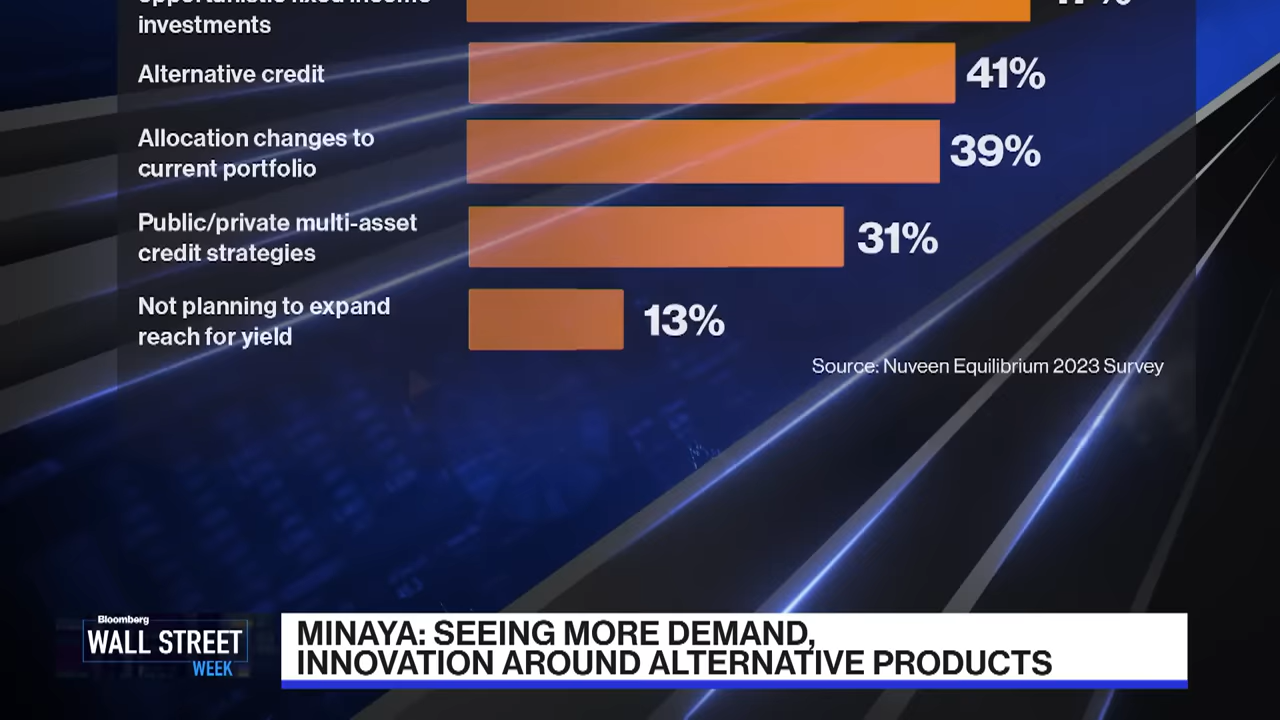 investments
Alternative credit
41%
Allocation changes to
current portfolio
39%
Public/private multi-asset
credit strategies
31%
Not planning to expand
reach for yield
13%
Source: Nuveen Equilibrium 2023 Survey
Bloomberg
WALL STREET
WEEK
MINAYA: SEEING MORE DEMAND,
INNOVATION AROUND ALTERNATIVE PRODUCTS